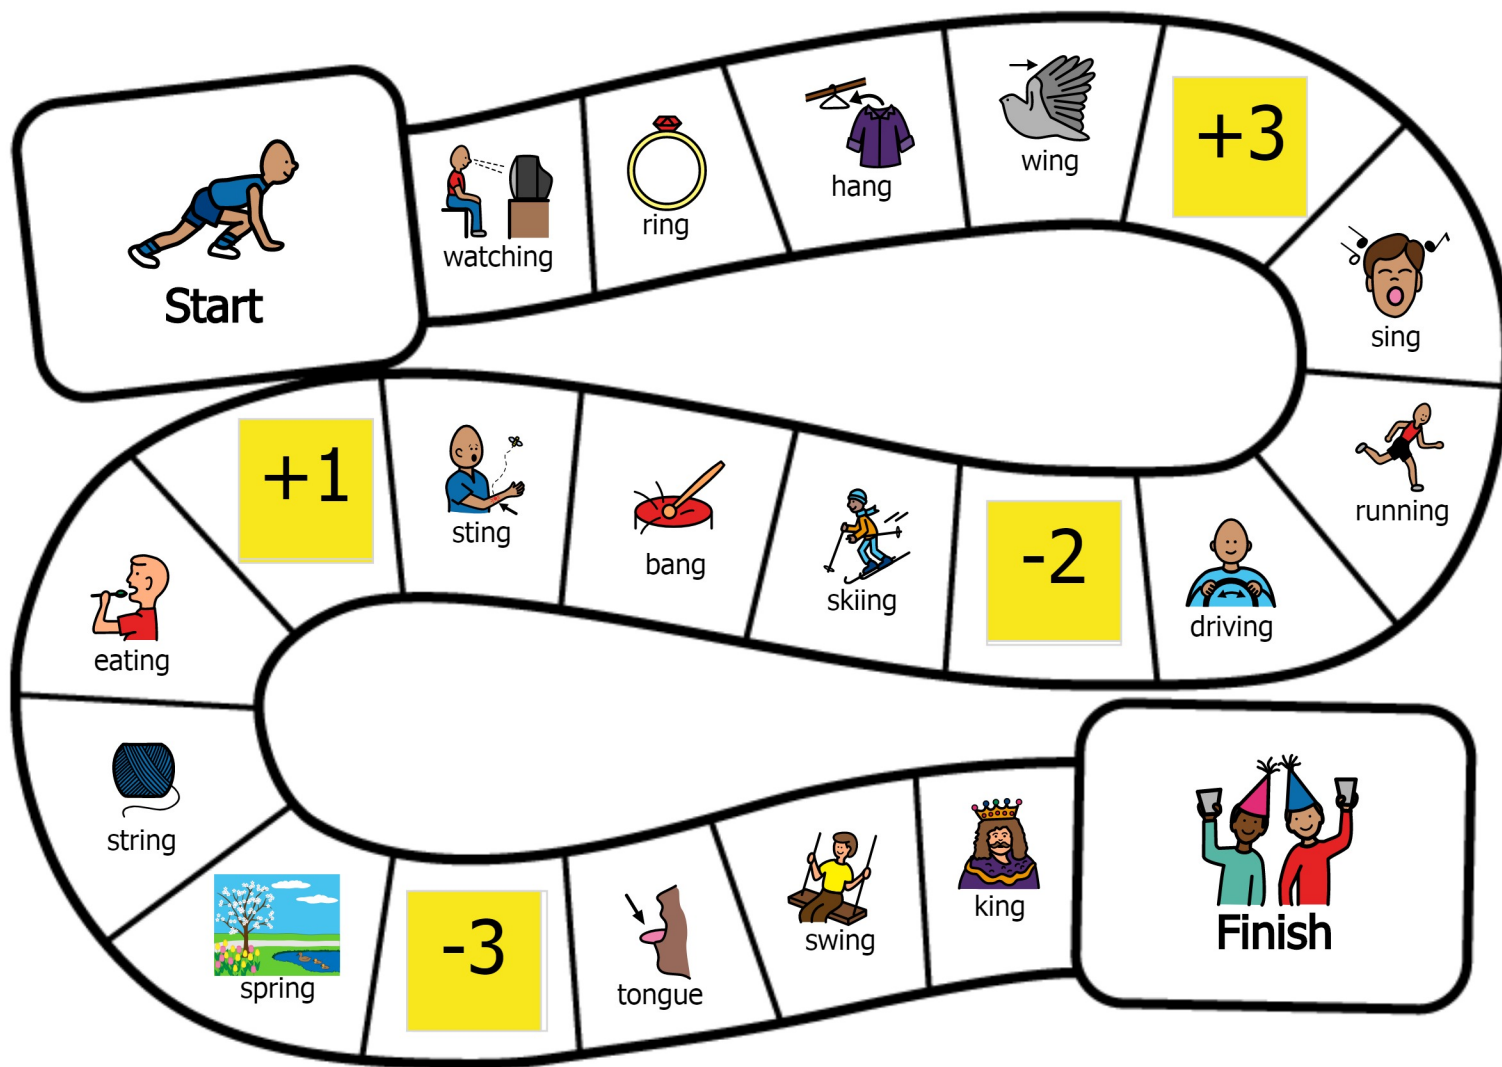 Start
watching
ring
hang
wing
+3
sing
running
driving
-2
skiing
bang
sting
+1
eating
string
spring
-3
tongue
swing
king
Finish